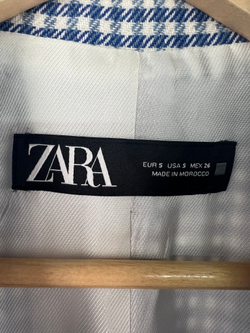 ZARA
EUR S USA S MEX 26
MADE IN MOROCCO